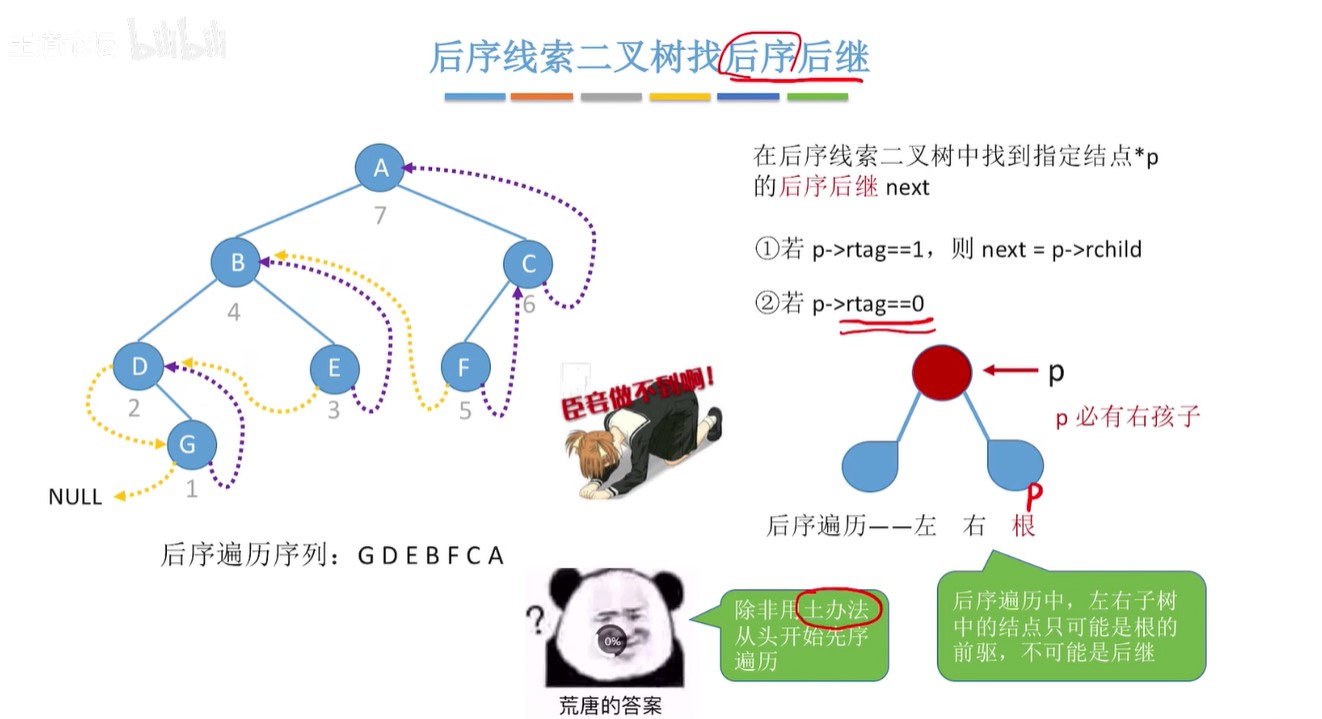 bilibili
后序线索二叉树找后序后继
在后序线索二叉树中找到指定结点*p
的后序后继 next
①若 p->rtag==1，则 next = p->rchild
②若 p->rtag==0
A
7
B
C
4
6
D
E
F
2
3
5
G
1
NULL
后序遍历序列：G D E B F C A
臣妾做不到啊！
p
p 必有右孩子
p
后序遍历——左 右 根
后序遍历中，左右子树
中的结点只可能是根的
前驱，不可能是后继
除非用土办法
从头开始先序
遍历
?
0%
荒唐的答案